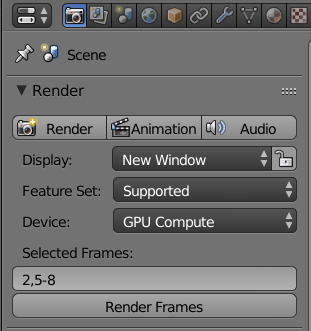 Scene
Render
Render Animation Audio
Display: New Window
Feature Set: Supported
Device: GPU Compute
Selected Frames:
2,5-8
Render Frames